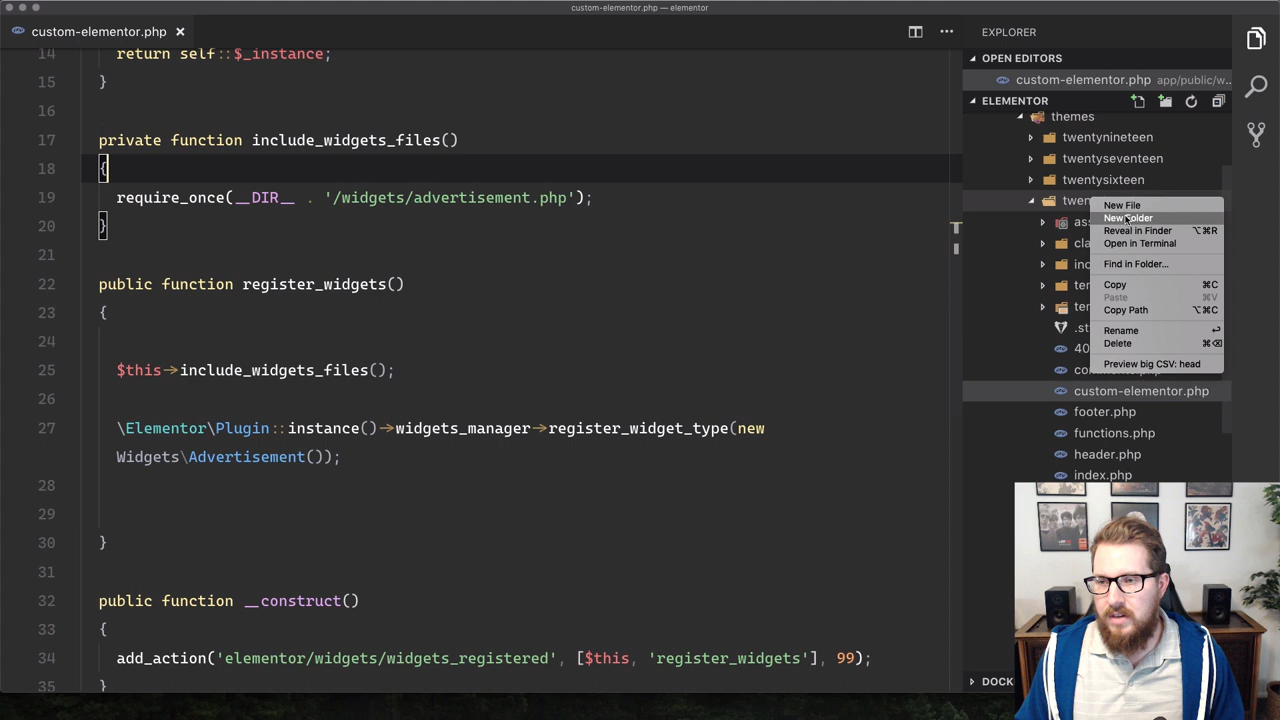 custom-elementor.php — elementor
custom-elementor.php ×
EXPLORER
OPEN EDITORS
custom-elementor.php app/public/w...
ELEMENTOR
themes
twentynineteen
twentyseventeen
twentysixteen
New File
New Folder
Reveal in Finder ⌥⌘R
Open in Terminal
Find in Folder...
Copy ⌘C
Paste ⌘V
Copy Path ⌥⌘C
Rename ↵
Delete ⌘⌫
Preview big CSV: head
custom-elementor.php
footer.php
functions.php
header.php
index.php
14 return self::$_instance;
15 }
16
17 private function include_widgets_files()
18 {
19 require_once(__DIR__ . '/widgets/advertisement.php');
20 }
21
22 public function register_widgets()
23 {
24
25 $this->include_widgets_files();
26
27 \Elementor\Plugin::instance()->widgets_manager->register_widget_type(new
Widgets\Advertisement());
28
29
30 }
31
32 public function __construct()
33 {
34 add_action('elementor/widgets/widgets_registered', [$this, 'register_widgets'], 99);
35 }